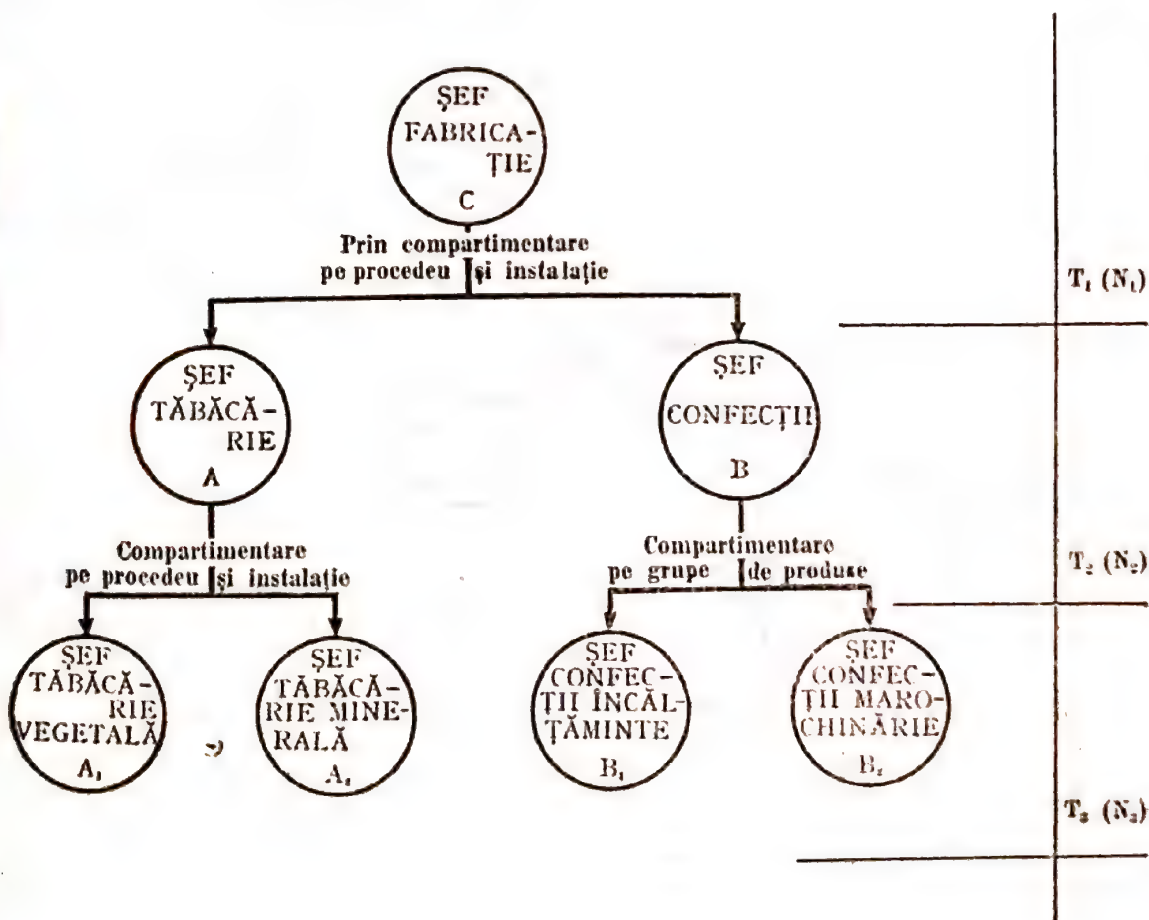 ŞEF
FABRICA-
ŢIE
C
Prin compartimentare
pe procedeu şi instalaţie
T₁ (N₁)
ŞEF
TĂBĂCĂ-
RIE
A
ŞEF
CONFECŢII
B
Compartimentare
pe procedeu şi instalaţie
Compartimentare
pe grupe de produse
T₂ (N₂)
ŞEF
TĂBĂCĂ-
RIE
VEGETALĂ
A₁
ŞEF
TĂBĂCĂ-
RIE MINE-
RALĂ
A₂
ŞEF
CONFEC-
ŢII ÎNCĂL-
ŢĂMINTE
B₁
ŞEF
CONFEC-
ŢII MARO-
CHINĂRIE
B₂
T₃ (N₃)